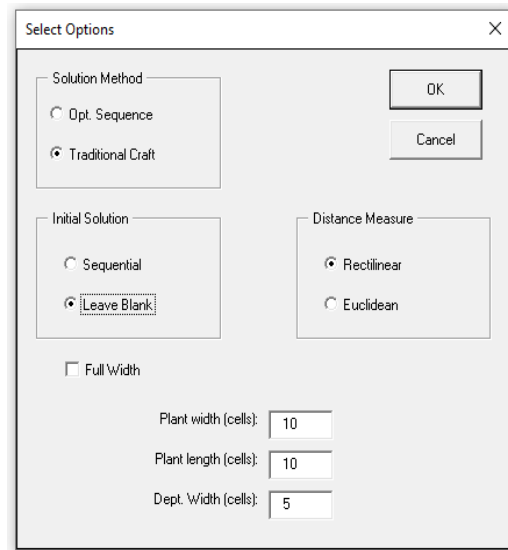 Select Options
Solution Method
OK
Opt. Sequence
Traditional Craft
Cancel
Initial Solution
Distance Measure
Sequential
Rectilinear
Leave Blank
Euclidean
Full Width
Plant width (cells): 10
Plant length (cells): 10
Dept. Width (cells): 5